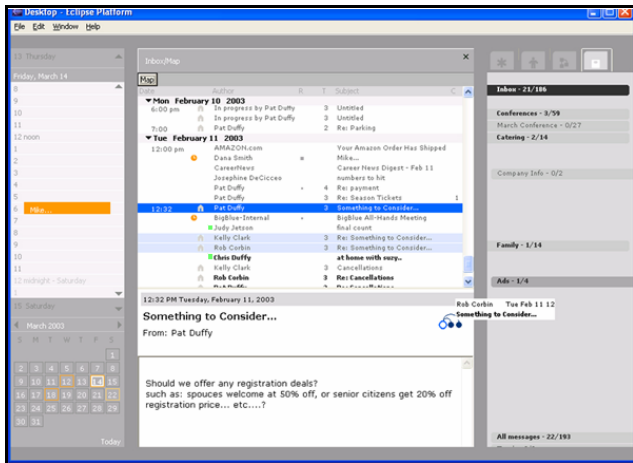 Desktop - Eclipse Platform
File Edit Window Help
13 Thursday
Inbox/Map
Friday, March 14
Map
8
9
10
11
12 noon
1
2
3
4
5
6 Mike...
7
8
9
10
11
12 midnight - Saturday
1
15 Saturday
March 2003
S M T W T F S
1
2 3 4 5 6 7 8
9 10 11 12 13 14 15
16 17 18 19 20 21 22
23 24 25 26 27 28 29
30 31
Today
Date Author R T Subject C
Mon February 10 2003
6:00 pm In progress by Pat Duffy 3 Untitled
In progress by Pat Duffy 3 Untitled
7:00 Pat Duffy 2 Re: Parking
Tue February 11 2003
12:00 pm AMAZON.com Your Amazon Order Has Shipped
Dana Smith Mike...
CareerNews Career News Digest - Feb 11
Josephine DeCicceo numbers to hit
Pat Duffy 4 Re: payment
Pat Duffy 3 Re: Season Tickets 1
12:32 Pat Duffy 3 Something to Consider...
BigBlue-Internal BigBlue All-Hands Meeting
Judy Jetson final count
Kelly Clark 3 Re: Something to Consider...
Rob Corbin 3 Re: Something to Consider...
Chris Duffy at home with suzy..
Kelly Clark 3 Cancellations
Rob Corbin 3 Re: Cancellations
Pat Duffy 3 Re: Cancellations
12:32 PM Tuesday, February 11, 2003
Something to Consider...
From: Pat Duffy
Rob Corbin Tue Feb 11 12
Something to Consider...
Should we offer any registration deals?
such as: spouces welcome at 50% off, or senior citizens get 20% off
registration price... etc....?
Inbox - 21/186
Conferences - 3/59
March Conference - 0/27
Catering - 2/14
Company Info - 0/2
Family - 1/14
Ads - 1/4
All messages - 22/193